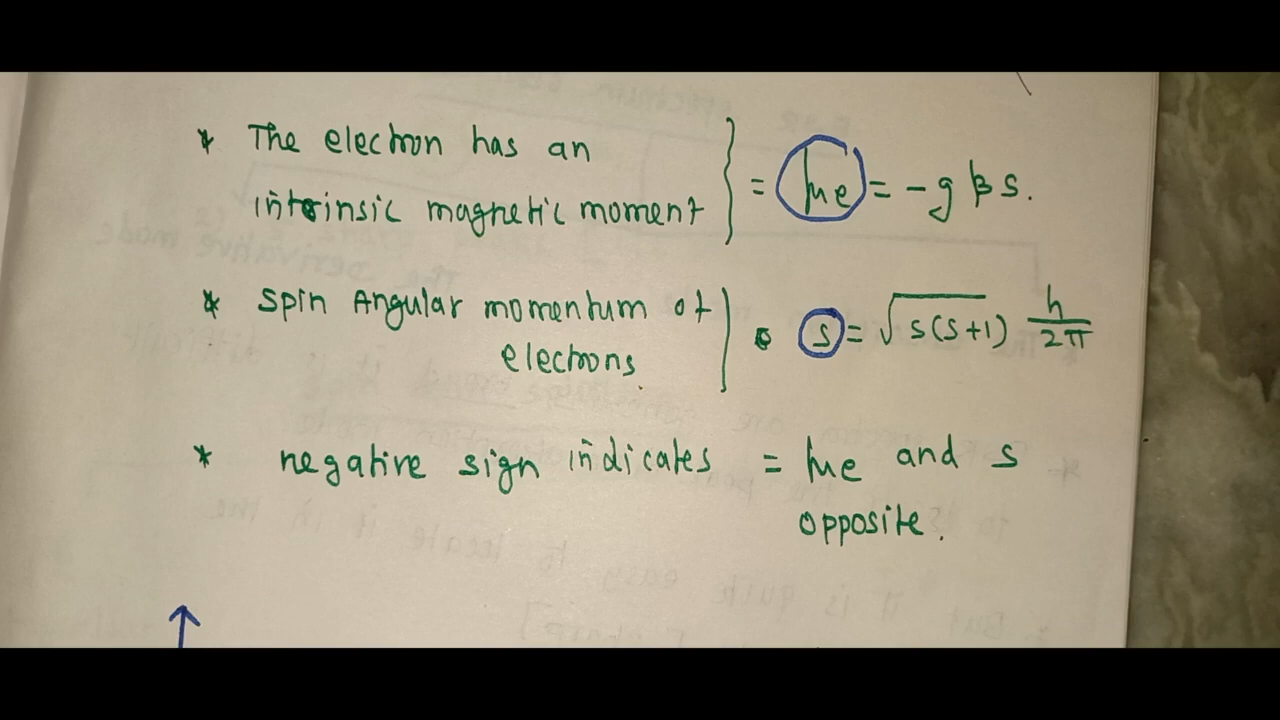 * The electron has an
intrinsic magnetic moment } = μe = -g β s.
* spin Angular momentum of
electrons } s = √s(s+1) h/2π
* negative sign indicates = μe and s
opposite.